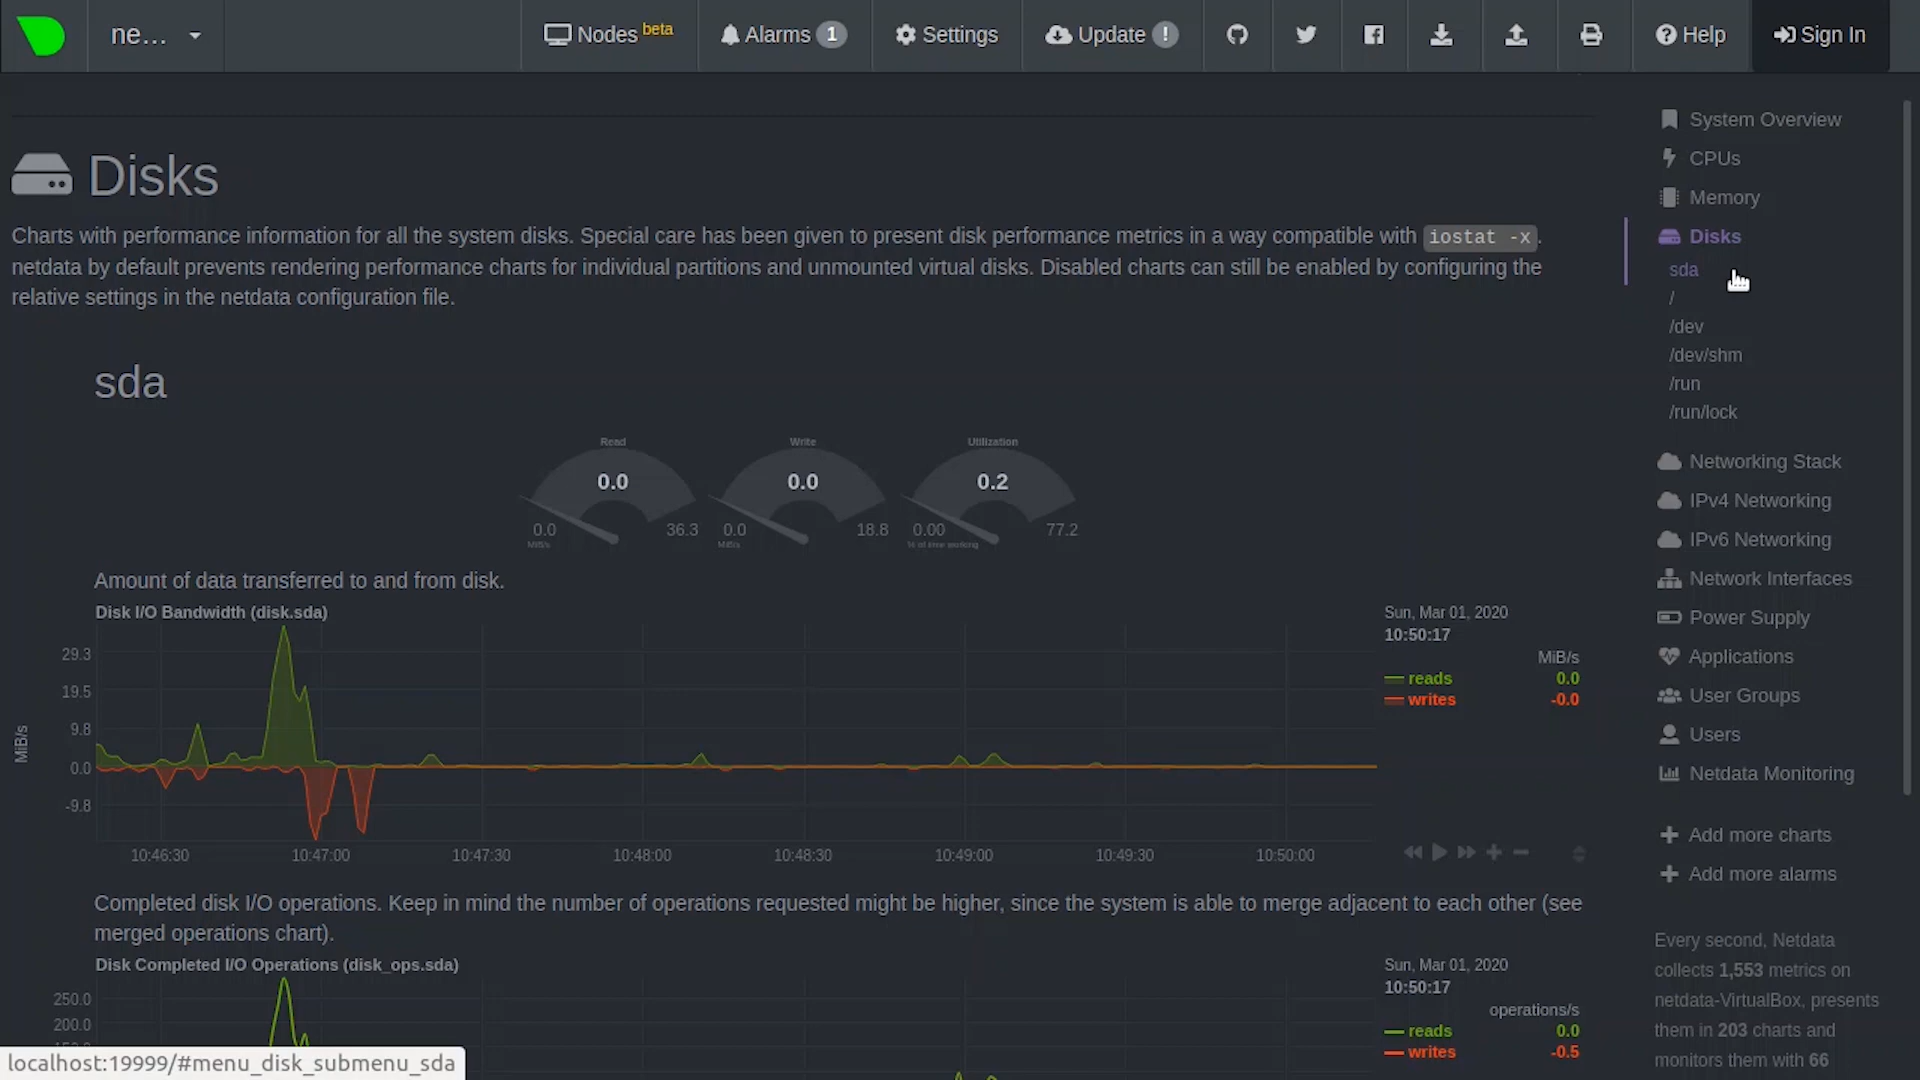 ne...
Nodes beta
Alarms 1
Settings
Update !
Help
Sign In
Disks
Charts with performance information for all the system disks. Special care has been given to present disk performance metrics in a way compatible with iostat -x.
netdata by default prevents rendering performance charts for individual partitions and unmounted virtual disks. Disabled charts can still be enabled by configuring the
relative settings in the netdata configuration file.
sda
Read
0.0
0.0
36.3
MiB/s
Write
0.0
0.0
18.8
MiB/s
Utilization
0.2
0.00
77.2
% of time working
Amount of data transferred to and from disk.
Disk I/O Bandwidth (disk.sda)
Sun, Mar 01, 2020
10:50:17
MiB/s
reads 0.0
writes -0.0
MiB/s
29.3
19.5
9.8
0.0
-9.8
10:46:30 10:47:00 10:47:30 10:48:00 10:48:30 10:49:00 10:49:30 10:50:00
Completed disk I/O operations. Keep in mind the number of operations requested might be higher, since the system is able to merge adjacent to each other (see
merged operations chart).
Disk Completed I/O Operations (disk_ops.sda)
Sun, Mar 01, 2020
10:50:17
operations/s
reads 0.0
writes -0.5
250.0
200.0
localhost:19999/#menu_disk_submenu_sda
System Overview
CPUs
Memory
Disks
sda
/
/dev
/dev/shm
/run
/run/lock
Networking Stack
IPv4 Networking
IPv6 Networking
Network Interfaces
Power Supply
Applications
User Groups
Users
Netdata Monitoring
Add more charts
Add more alarms
Every second, Netdata
collects 1,553 metrics on
netdata-VirtualBox, presents
them in 203 charts and
monitors them with 66